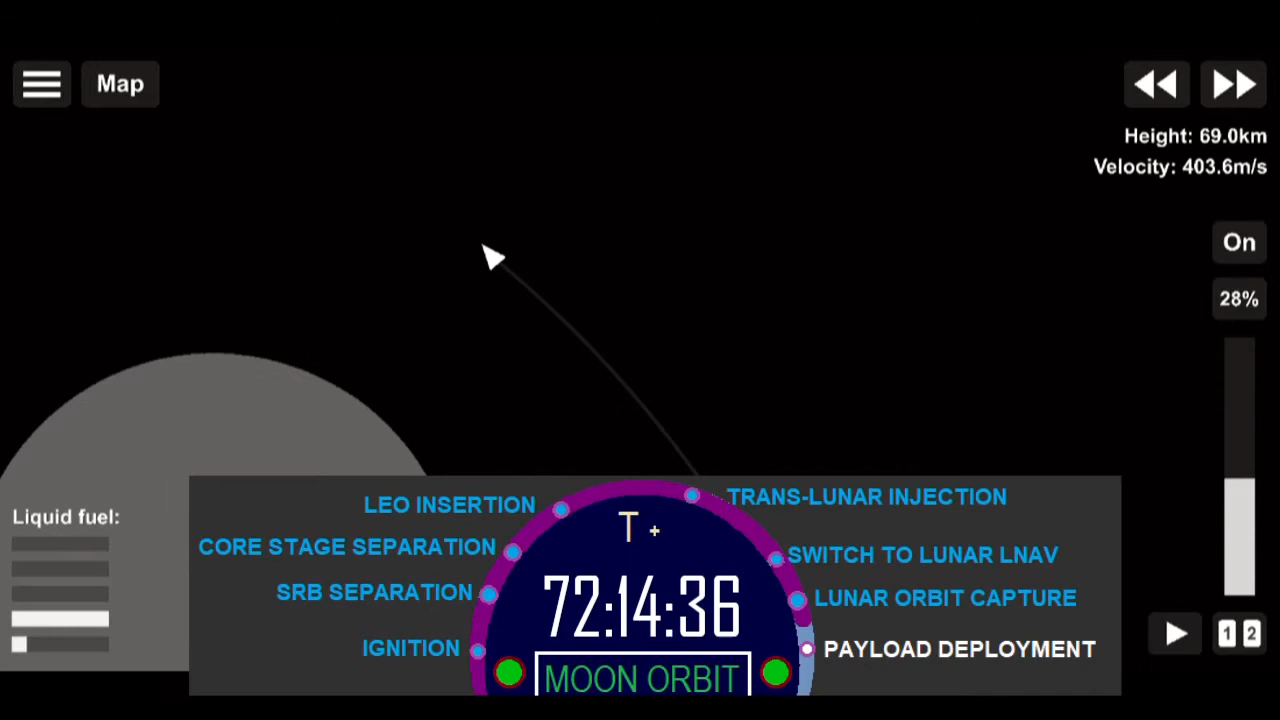 Map
Height: 69.0km
Velocity: 403.6m/s
On
28%
Liquid fuel:
LEO INSERTION
CORE STAGE SEPARATION
SRB SEPARATION
IGNITION
T +
72:14:36
MOON ORBIT
TRANS-LUNAR INJECTION
SWITCH TO LUNAR LNAV
LUNAR ORBIT CAPTURE
PAYLOAD DEPLOYMENT
1 2